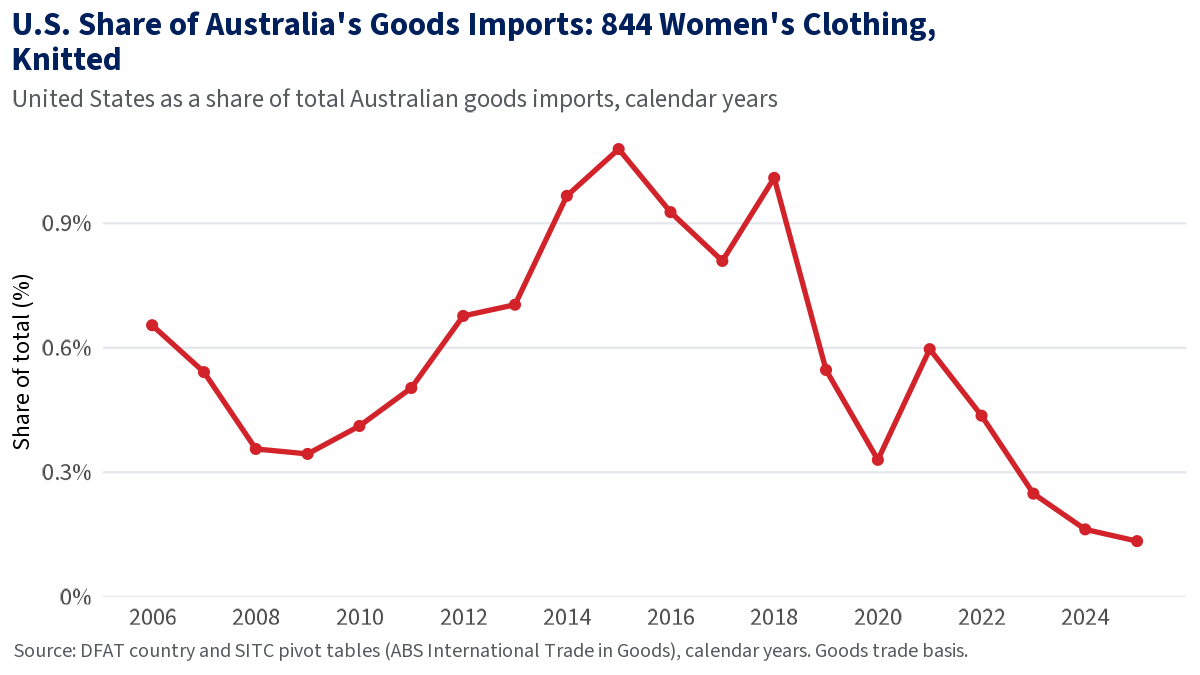 U.S. Share of Australia's Goods Imports: 844 Women's Clothing,
Knitted
United States as a share of total Australian goods imports, calendar years
Share of total (%)
0.9%
0.6%
0.3%
0%
2006 2008 2010 2012 2014 2016 2018 2020 2022 2024
Source: DFAT country and SITC pivot tables (ABS International Trade in Goods), calendar years. Goods trade basis.